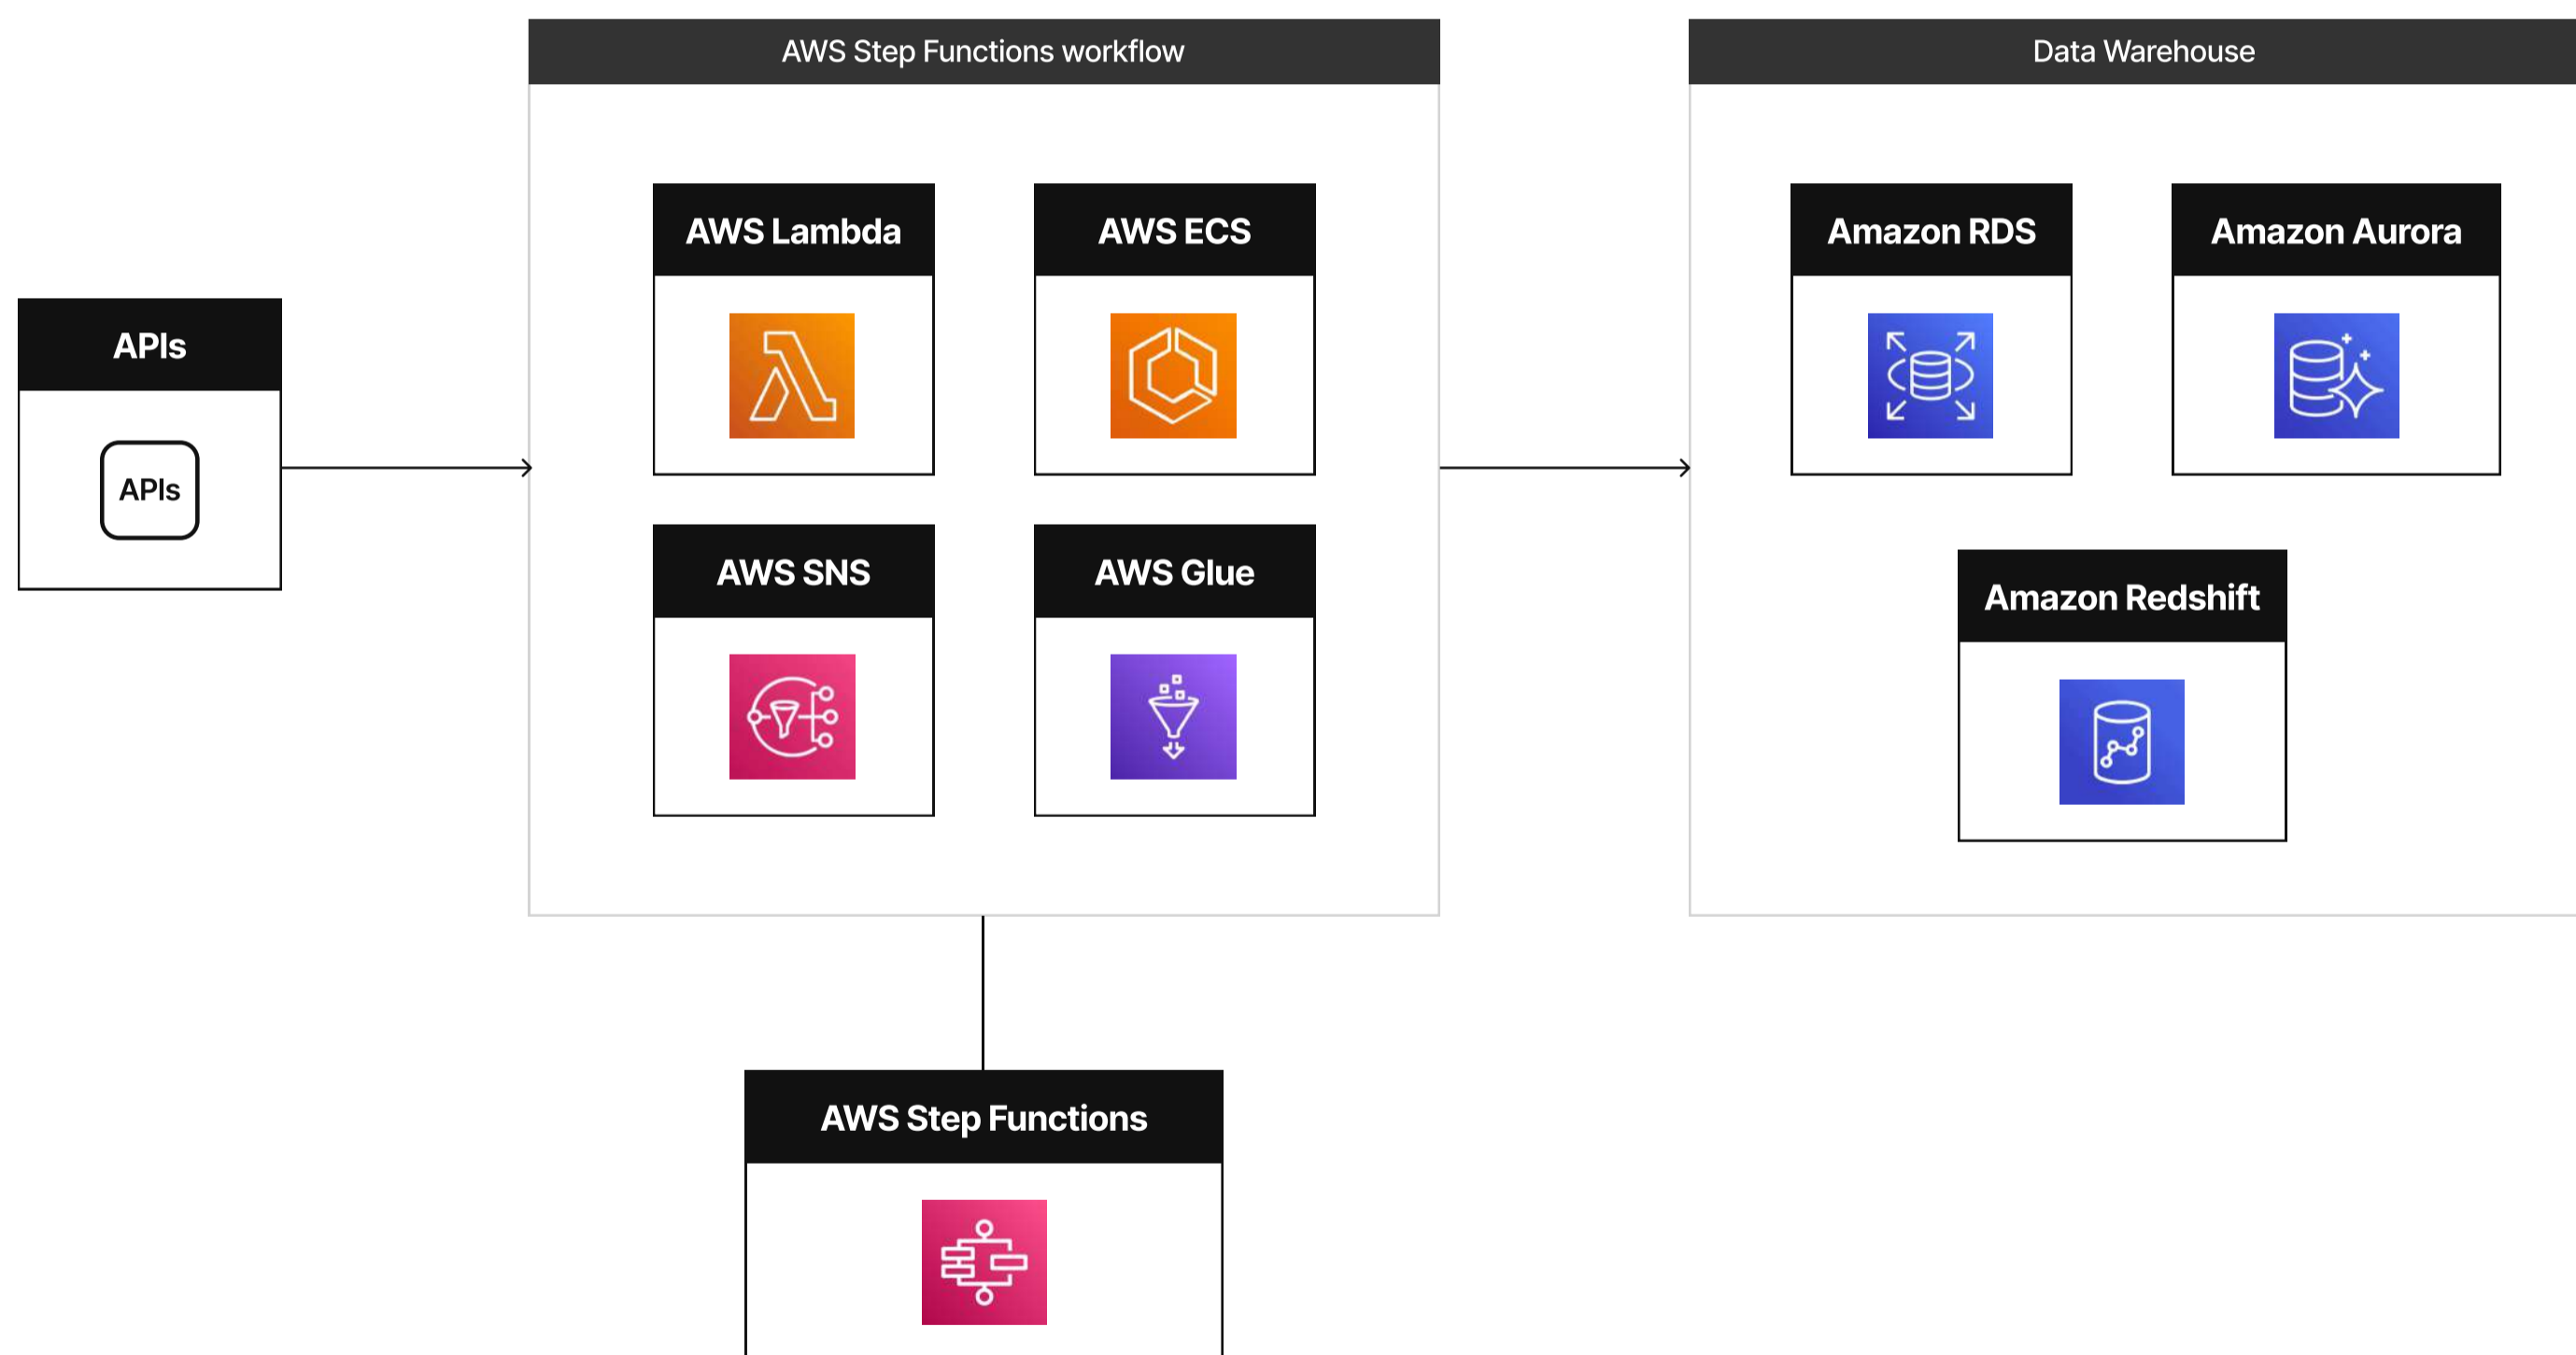 AWS Step Functions workflow
Data Warehouse
AWS Lambda
AWS ECS
Amazon RDS
Amazon Aurora
APIs
APIs
AWS SNS
AWS Glue
Amazon Redshift
AWS Step Functions